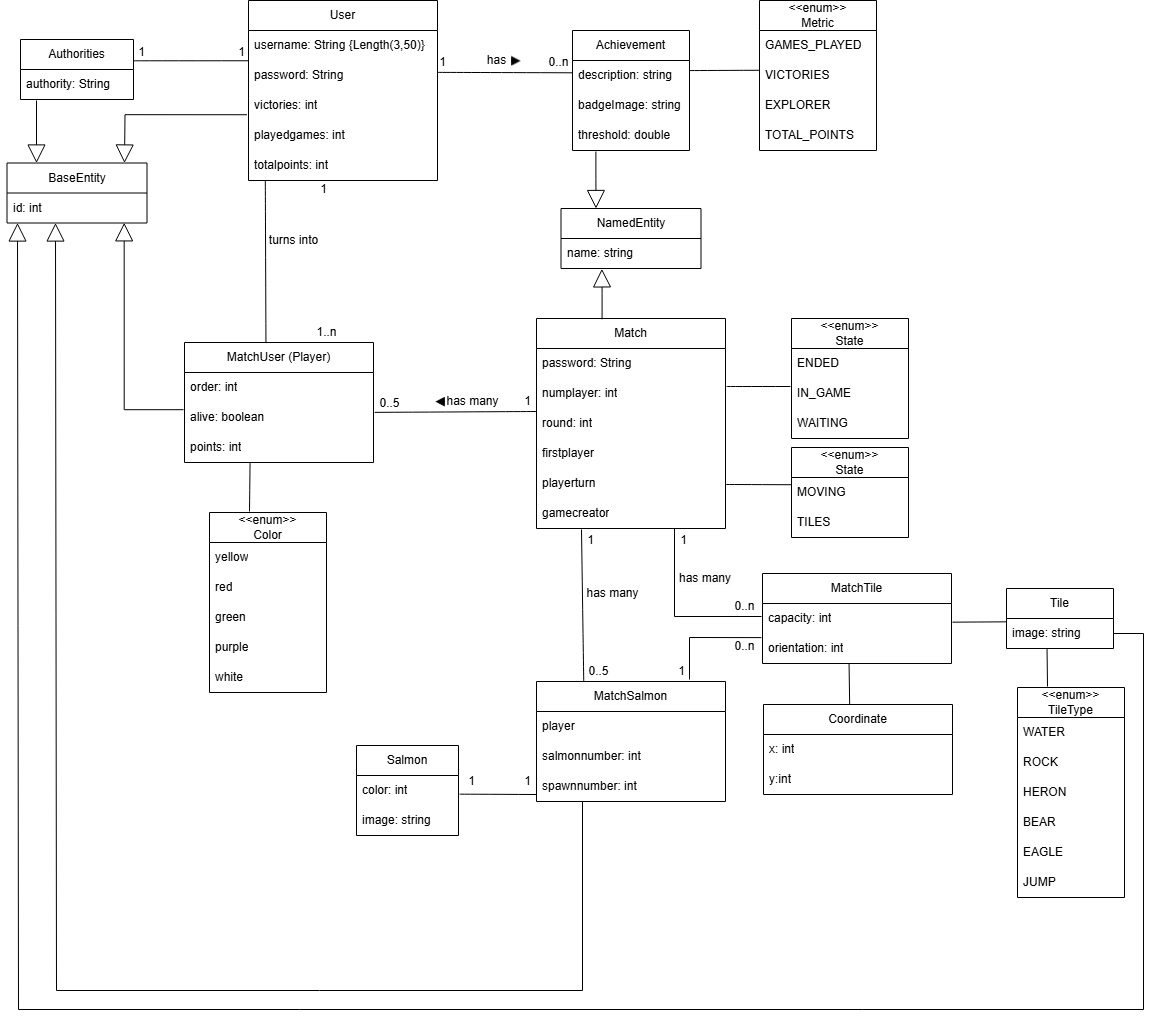 User
username: String {Length(3,50)}
password: String
victories: int
playedgames: int
totalpoints: int
Authorities
authority: String
1
1
1
has ▶
0..n
Achievement
description: string
badgeImage: string
threshold: double
<<enum>>
Metric
GAMES_PLAYED
VICTORIES
EXPLORER
TOTAL_POINTS
BaseEntity
id: int
1
turns into
1..n
NamedEntity
name: string
MatchUser (Player)
order: int
alive: boolean
points: int
0..5
◀has many
1
Match
password: String
numplayer: int
round: int
firstplayer
playerturn
gamecreator
<<enum>>
State
ENDED
IN_GAME
WAITING
<<enum>>
State
MOVING
TILES
<<enum>>
Color
yellow
red
green
purple
white
1
has many
0..5
1
has many
0..n
0..n
1
MatchTile
capacity: int
orientation: int
Tile
image: string
<<enum>>
TileType
WATER
ROCK
HERON
BEAR
EAGLE
JUMP
Coordinate
x: int
y:int
MatchSalmon
player
salmonnumber: int
spawnnumber: int
Salmon
color: int
image: string
1
1